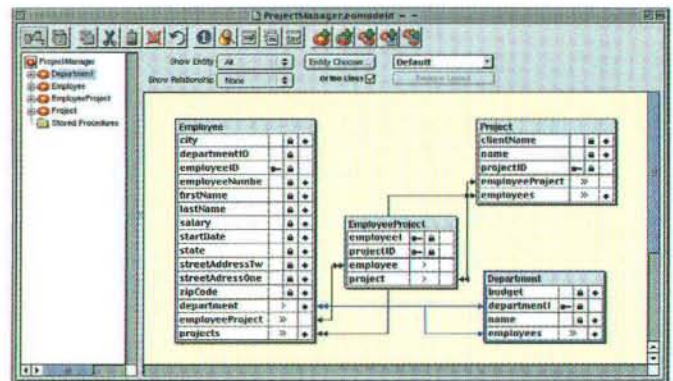 ProjectManager.eomodeld
ProjectManager
Department
Employee
EmployeeProject
Project
Stored Procedures
Show Entity All
Entity Chooser...
Default
Show Relationship None
Ortho Lines
Employee
city
departmentID
employeeID
employeeNumbe
firstName
lastName
salary
startDate
state
streetAddressTw
streetAdressOne
zipCode
department >
employeeProject >>
projects >>
EmployeeProject
employeeI
projectID
employee >
project >
Project
clientName
name
projectID
employeeProject >>
employees >>
Department
budget
departmentI
name
employees >>